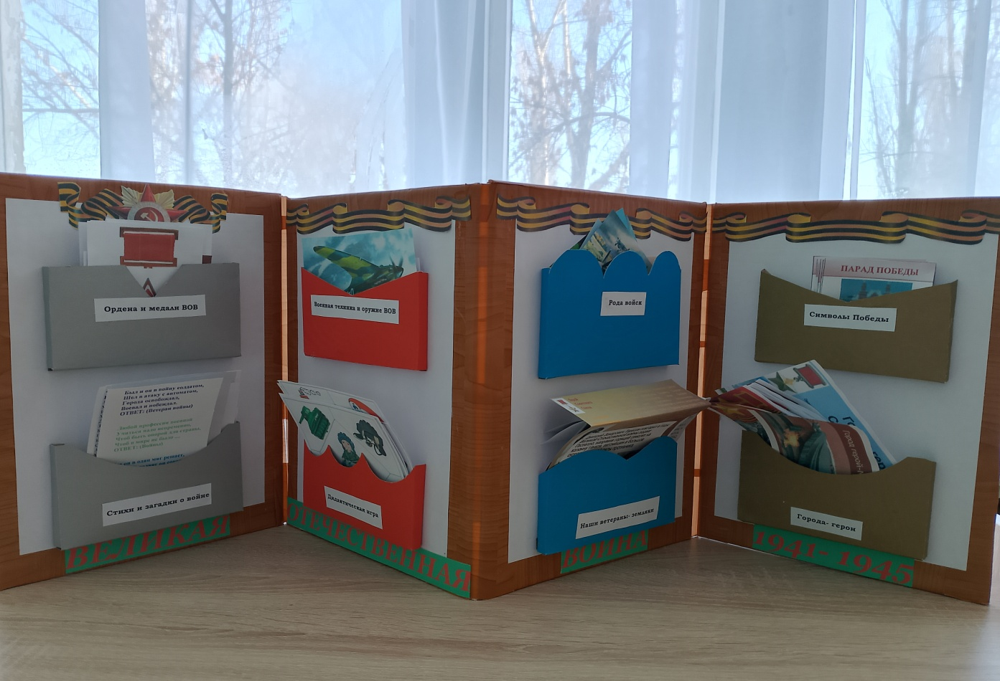 Ордена и медали ВОВ
Был и он в войну солдатом,
Шел в атаку с автоматом,
Города освобождал,
Воевал и побеждал.
ОТВЕТ: (Ветеран войны)
Любой профессии военной
учиться надо непременно,
Чтоб быть опорой для страны,
Чтоб в мире не было ...
ОТВЕТ: (Войны)
Стихи и загадки о войне
ВЕЛИКАЯ
Военная техника и оружие ВОВ
Дидактическая игра
ОТЕЧЕСТВЕННАЯ
Рода войск
Наши ветераны- земляки
ВОЙНА
ПАРАД ПОБЕДЫ
Символы Победы
Город герой
Города- герои
1941- 1945